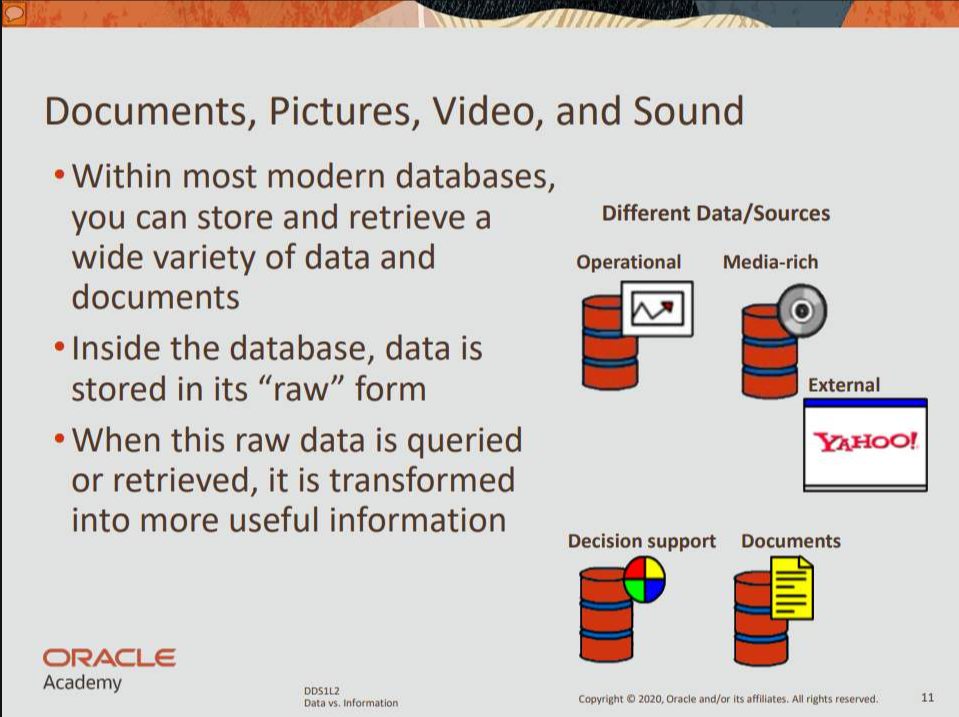 Documents, Pictures, Video, and Sound
•Within most modern databases,
you can store and retrieve a
wide variety of data and
documents
•Inside the database, data is
stored in its “raw” form
•When this raw data is queried
or retrieved, it is transformed
into more useful information
Different Data/Sources
Operational
Media-rich
External
YAHOO!
Decision support
Documents
ORACLE
Academy
DDS1L2
Data vs. Information
Copyright © 2020, Oracle and/or its affiliates. All rights reserved.
11